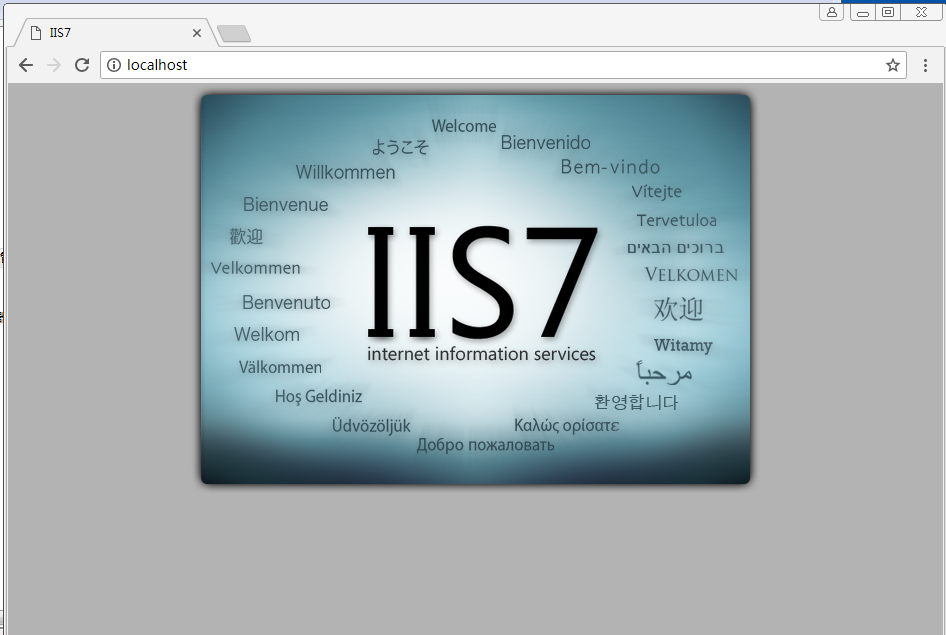 IIS7
localhost
Welcome
ようこそ
Bienvenido
Willkommen
Bem-vindo
Bienvenue
Vítejte
歡迎
Tervetuloa
Velkommen
ברוכים הבאים
Benvenuto
VELKOMEN
Welkom
欢迎
Välkommen
Witamy
Hoş Geldiniz
مرحباً
Üdvözöljük
환영합니다
Καλώς ορίσατε
Добро пожаловать
IIS7
internet information services